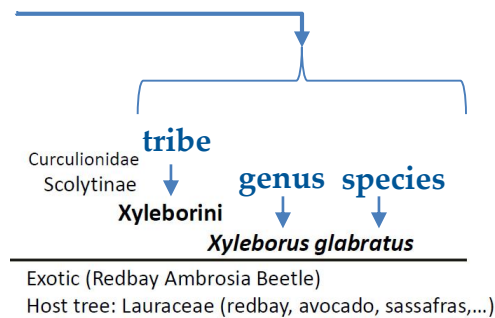 tribe
Curculionidae
Scolytinae
genus species
Xyleborini
Xyleborus glabratus
Exotic (Redbay Ambrosia Beetle)
Host tree: Lauraceae (redbay, avocado, sassafras,...)